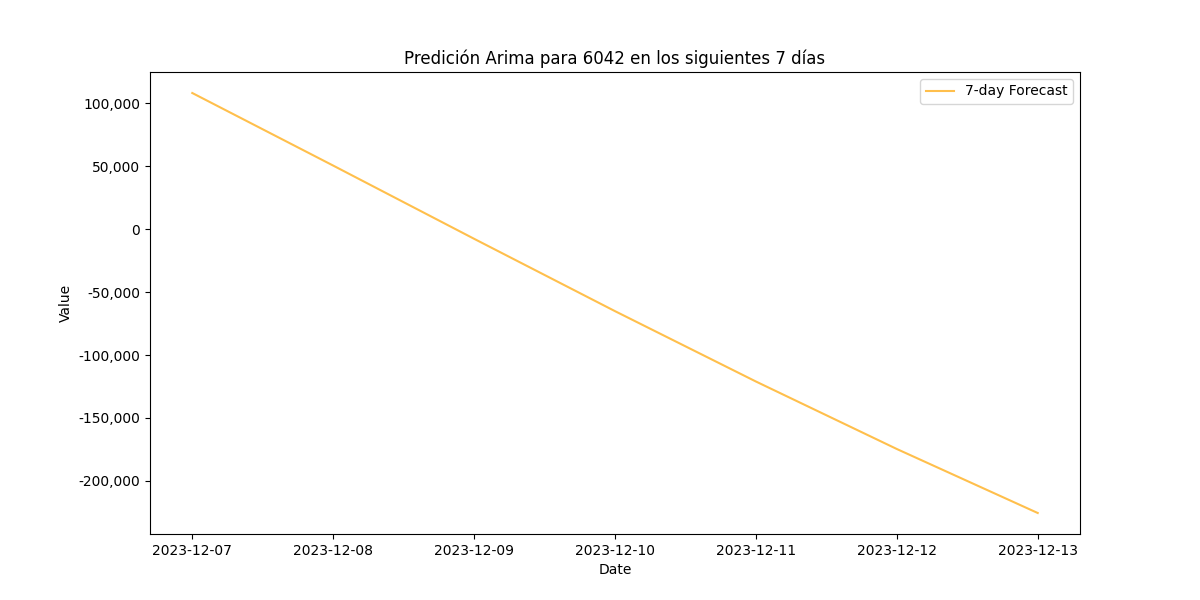 Predición Arima para 6042 en los siguientes 7 días
7-day Forecast
100,000
50,000
0
-50,000
-100,000
-150,000
-200,000
Value
2023-12-07 2023-12-08 2023-12-09 2023-12-10 2023-12-11 2023-12-12 2023-12-13
Date